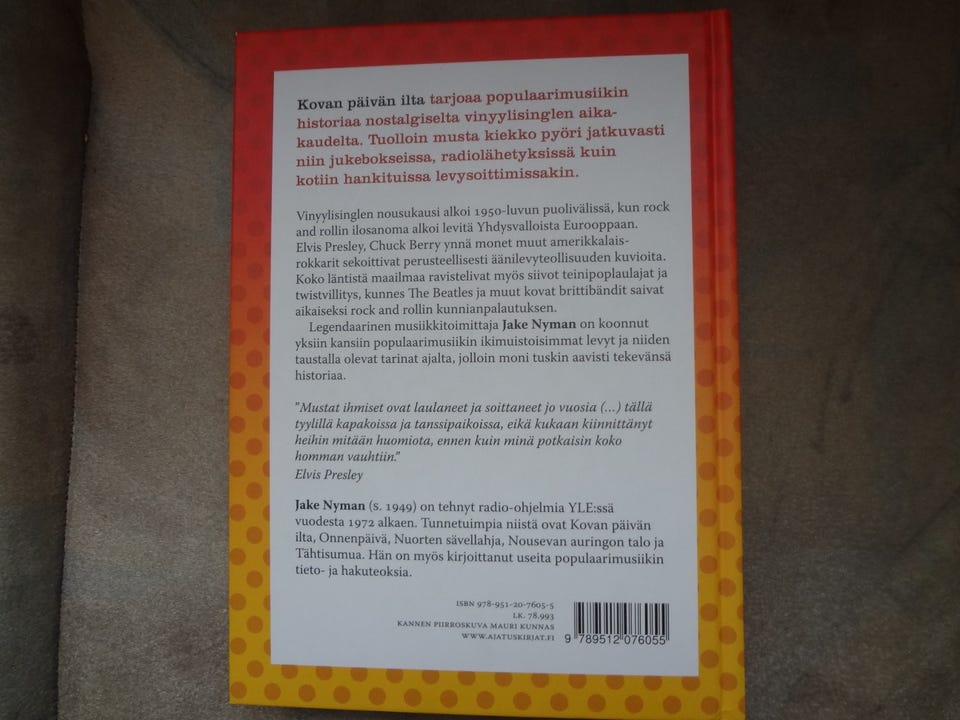 Kovan päivän ilta tarjoaa populaarimusiikin
historiaa nostalgiselta vinyylisinglen aika-
kaudelta. Tuolloin musta kiekko pyöri jatkuvasti
niin jukebokseissa, radiolähetyksissä kuin
kotiin hankituissa levysoittimissakin.
Vinyylisinglen nousukausi alkoi 1950-luvun puolivälissä, kun rock
and rollin ilosanoma alkoi levitä Yhdysvalloista Eurooppaan.
Elvis Presley, Chuck Berry ynnä monet muut amerikkalais-
rokkarit sekoittivat perusteellisesti äänilevyteollisuuden kuvioita.
Koko läntistä maailmaa ravistelivat myös siivot teinipoplaulajat ja
twistvillitys, kunnes The Beatles ja muut kovat brittibändit saivat
aikaiseksi rock and rollin kunnianpalautuksen.
Legendaarinen musiikkitoimittaja Jake Nyman on koonnut
yksiin kansiin populaarimusiikin ikimuistoisimmat levyt ja niiden
taustalla olevat tarinat ajalta, jolloin moni tuskin aavisti tekevänsä
historiaa.
"Mustat ihmiset ovat laulaneet ja soittaneet jo vuosia (...) tällä
tyylillä kapakoissa ja tanssipaikoissa, eikä kukaan kiinnittänyt
heihin mitään huomiota, ennen kuin minä potkaisin koko
homman vauhtiin."
Elvis Presley
Jake Nyman (s. 1949) on tehnyt radio-ohjelmia YLE:ssä
vuodesta 1972 alkaen. Tunnetuimpia niistä ovat Kovan päivän
ilta, Onnenpäivä, Nuorten sävellahja, Nousevan auringon talo ja
Tähtisumua. Hän on myös kirjoittanut useita populaarimusiikin
tieto- ja hakuteoksia.
ISBN 978-951-20-7605-5
LK. 78.993
KANNEN PIIRROSKUVA MAURI KUNNAS
WWW.AJATUSKIRJAT.FI
9 789512 076055